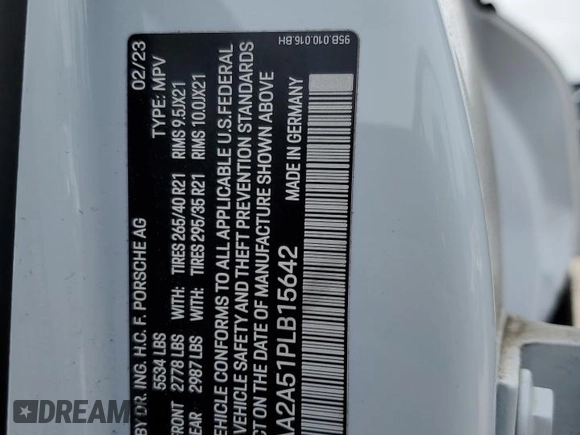 BY DR. ING. H.C. F. PORSCHE AG 02/23
5534 LBS TYPE: MPV
FRONT 2778 LBS WITH: TIRES 265/40 R21 RIMS 9.5JX21
REAR 2987 LBS WITH: TIRES 295/35 R21 RIMS 10.0JX21
VEHICLE CONFORMS TO ALL APPLICABLE U.S. FEDERAL
VEHICLE SAFETY AND THEFT PREVENTION STANDARDS
CT ON THE DATE OF MANUFACTURE SHOWN ABOVE
A2A51PLB15642 MADE IN GERMANY
95B.010.016.BH
DREAM